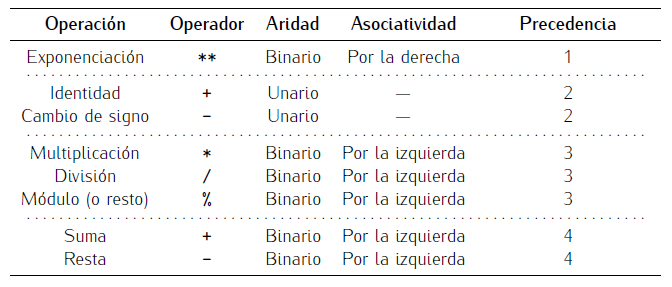 Operación Operador Aridad Asociatividad Precedencia
Exponenciación ** Binario Por la derecha 1
Identidad + Unario — 2
Cambio de signo - Unario — 2
Multiplicación * Binario Por la izquierda 3
División / Binario Por la izquierda 3
Módulo (o resto) % Binario Por la izquierda 3
Suma + Binario Por la izquierda 4
Resta - Binario Por la izquierda 4